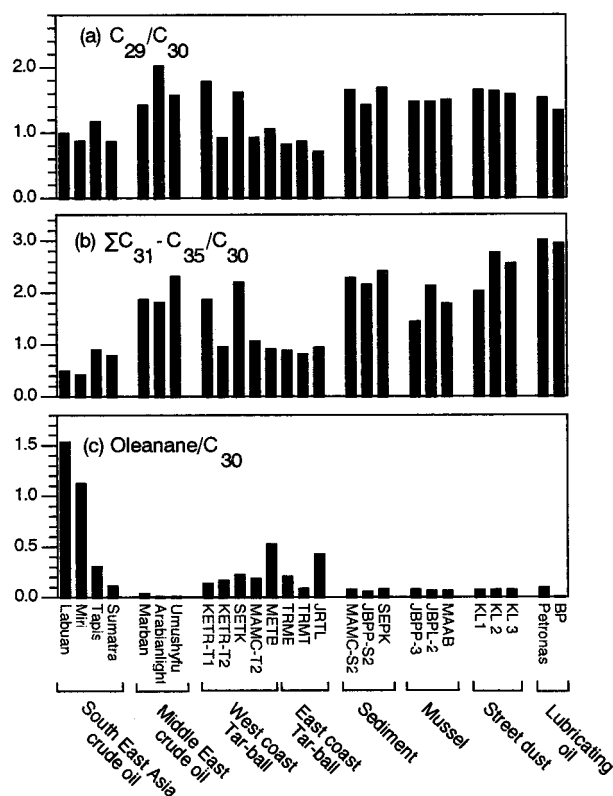 (a) C29/C30
2.0
1.0
0.0
(b) ΣC31 - C35/C30
3.0
2.0
1.0
0.0
(c) Oleanane/C30
1.5
1.0
0.5
0.0
Labuan
Miri
Tapis
Sumatra
Marban
Arabianlight
Umushyfu
KETR-T1
KETR-T2
SETK
MAMC-T2
METB
TRME
TRMT
JRTL
MAMC-S2
JBPP-S2
SEPK
JBPP-3
JBPL-2
MAAB
KL1
KL 2
KL 3
Petronas
BP
South East Asia
crude oil
Middle East
crude oil
West coast
Tar-ball
East coast
Tar-ball
Sediment
Mussel
Street dust
Lubricating
oil